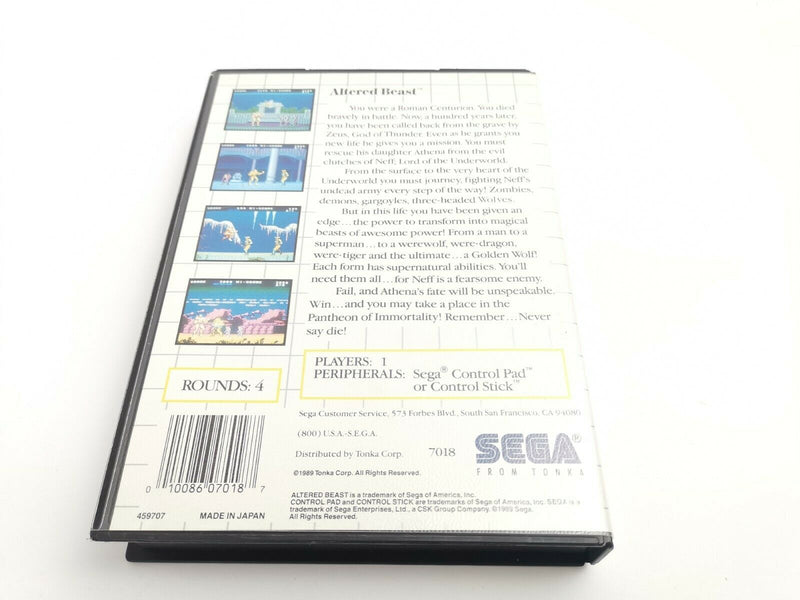 Altered Beast™
You were a Roman Centurion. You died
bravely in battle. Now, a hundred years later,
you have been called back from the grave by
Zeus, God of Thunder. Even as he grants you
new life he gives you a mission. You must
rescue his daughter Athena from the evil
clutches of Neff, Lord of the Underworld.
From the surface to the very heart of the
Underworld you must journey, fighting Neff's
undead army every step of the way! Zombies,
demons, gargoyles, three-headed Wolves.
But in this life you have been given an
edge...the power to transform into magical
beasts of awesome power! From a man to a
superman...to a werewolf, were-dragon,
were-tiger and the ultimate...a Golden Wolf!
Each form has supernatural abilities. You'll
need them all...for Neff is a fearsome enemy.
Fail, and Athena's fate will be unspeakable.
Win...and you may take a place in the
Pantheon of Immortality! Remember...Never
say die!
ROUNDS: 4
PLAYERS: 1
PERIPHERALS: Sega® Control Pad™
or Control Stick™
Sega Customer Service, 573 Forbes Blvd., South San Francisco, CA 94080
(800) U.S.A.-S.E.G.A.
Distributed by Tonka Corp. 7018
©1989 Tonka Corp. All Rights Reserved.
SEGA®
FROM TONKA
0 10086 07018 7
459707 MADE IN JAPAN
ALTERED BEAST is a trademark of Sega of America, Inc.
CONTROL PAD and CONTROL STICK are trademarks of Sega of America, Inc. SEGA is a
trademark of Sega Enterprises, Ltd., a CSK Group Company. ©1989 Sega.
All Rights Reserved.